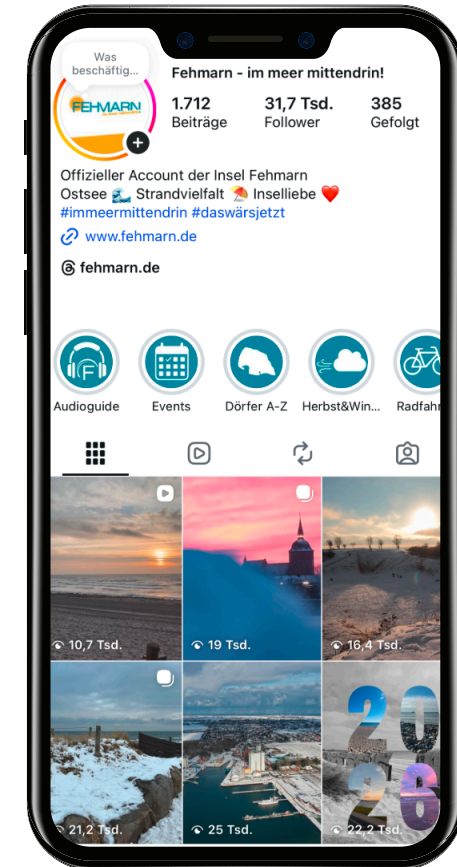 Was
beschäftig...
FEHMARN
Fehmarn - im meer mittendrin!
1.712 31,7 Tsd. 385
Beiträge Follower Gefolgt
Offizieller Account der Insel Fehmarn
Ostsee 🌊 Strandvielfalt ⛱️ Inselliebe ❤️
#immeermittendrin #daswärsjetzt
www.fehmarn.de
fehmarn.de
F
Audioguide Events Dörfer A-Z Herbst&Win... Radfahr
10,7 Tsd. 19 Tsd. 16,4 Tsd.
20
26
21,2 Tsd. 25 Tsd. 22,2 Tsd.